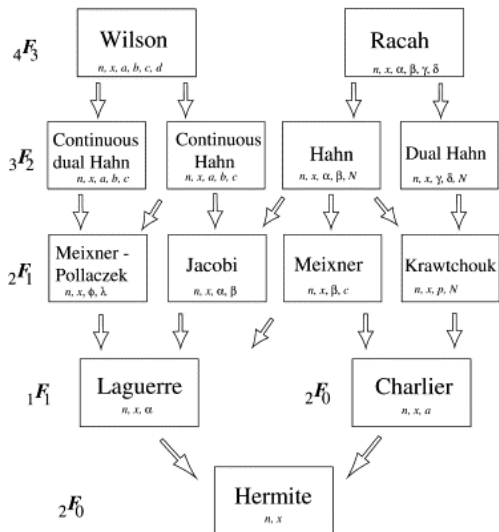 ₄F₃
Wilson
n, x, a, b, c, d
Racah
n, x, α, β, γ, δ
₃F₂
Continuous
dual Hahn
n, x, a, b, c
Continuous
Hahn
n, x, a, b, c
Hahn
n, x, α, β, N
Dual Hahn
n, x, γ, δ, N
₂F₁
Meixner -
Pollaczek
n, x, ϕ, λ
Jacobi
n, x, α, β
Meixner
n, x, β, c
Krawtchouk
n, x, p, N
₁F₁
Laguerre
n, x, α
₂F₀
Charlier
n, x, a
₂F₀
Hermite
n, x